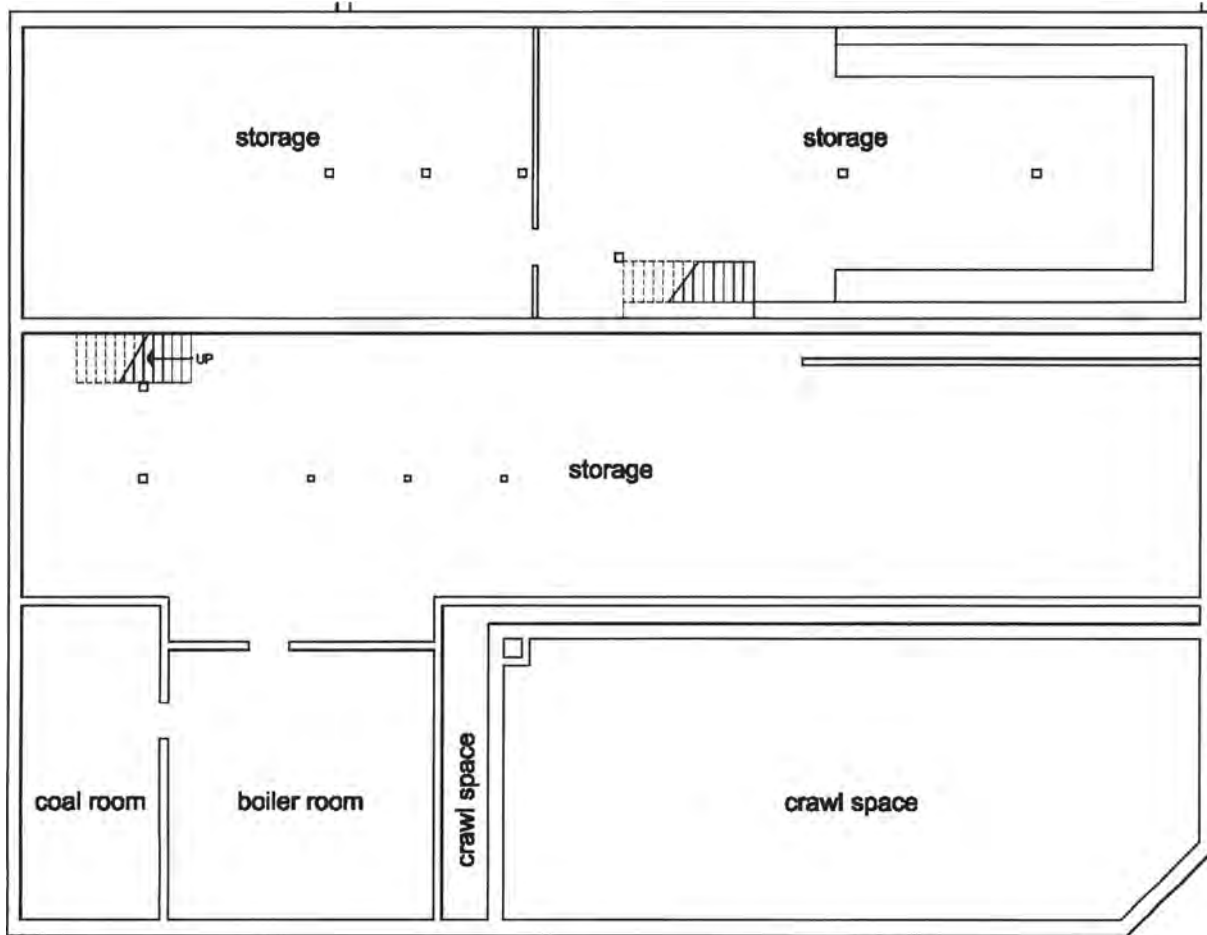 storage
storage
UP
storage
coal room
boiler room
crawl space
crawl space